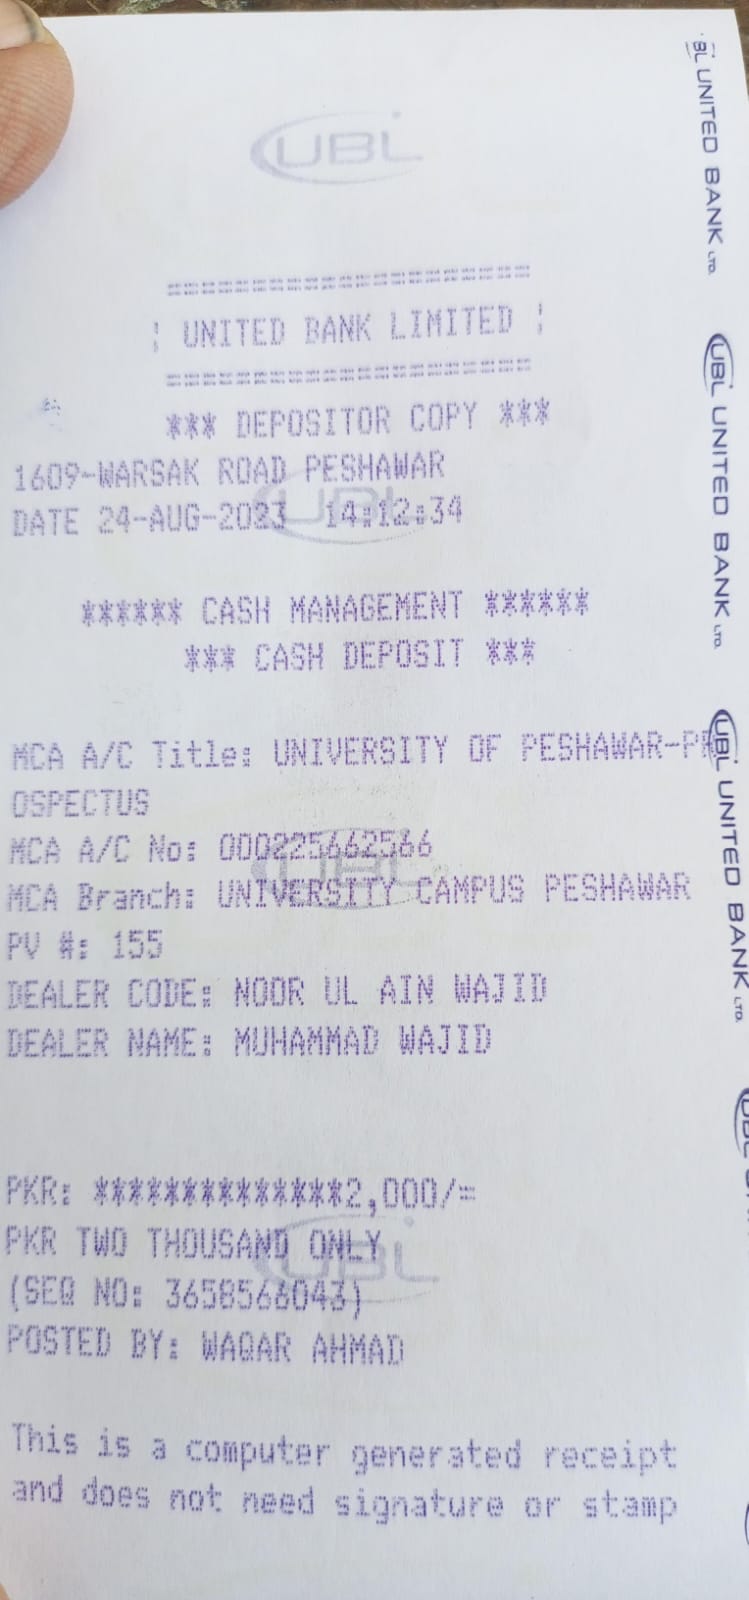 UBL
========================
| UNITED BANK LIMITED |
========================
*** DEPOSITOR COPY ***
1609-WARSAK ROAD PESHAWAR
DATE 24-AUG-2023 14:12:34
****** CASH MANAGEMENT ******
*** CASH DEPOSIT ***
MCA A/C Title: UNIVERSITY OF PESHAWAR-PR
OSPECTUS
MCA A/C No: 000225662566
MCA Branch: UNIVERSITY CAMPUS PESHAWAR
PV #: 155
DEALER CODE: NOOR UL AIN WAJID
DEALER NAME: MUHAMMAD WAJID
PKR: **************2,000/=
PKR TWO THOUSAND ONLY
(SEQ NO: 3658566043)
POSTED BY: WAQAR AHMAD
This is a computer generated receipt
and does not need signature or stamp
BL UNITED BANK LTD.
UBL UNITED BANK LTD.
UBL UNITED BANK LTD.